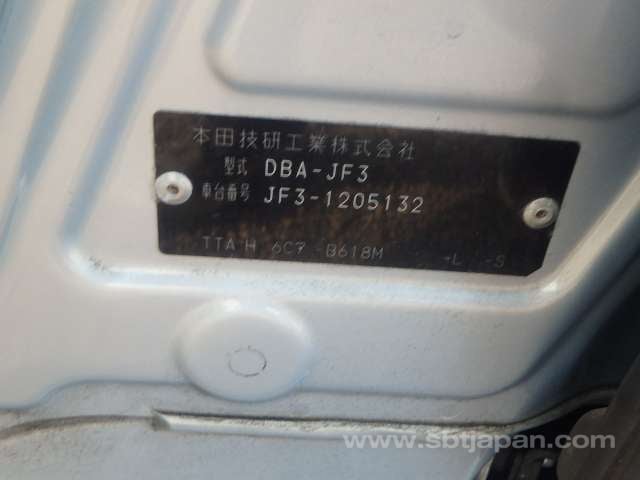 本田技研工業株式会社
型式 DBA-JF3
車台番号 JF3-1205132
TTA H 6C7 -B618M -L -S
www.sbtjapan.com